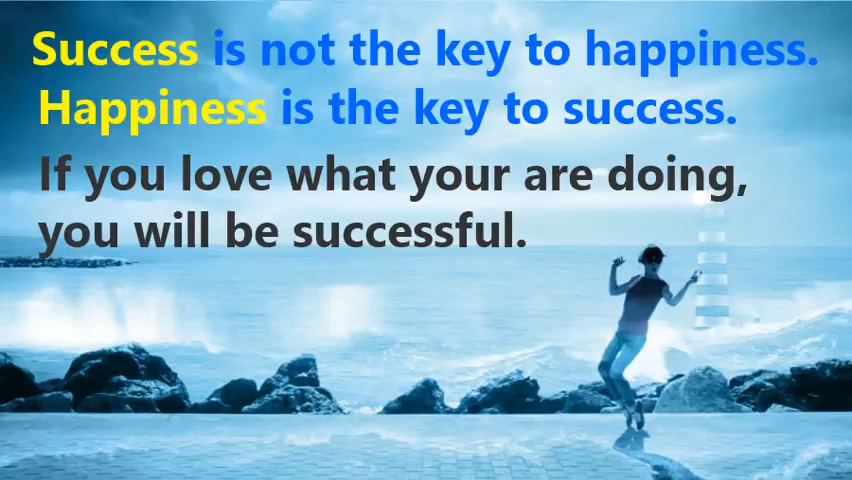 Success is not the key to happiness.
Happiness is the key to success.
If you love what your are doing,
you will be successful.